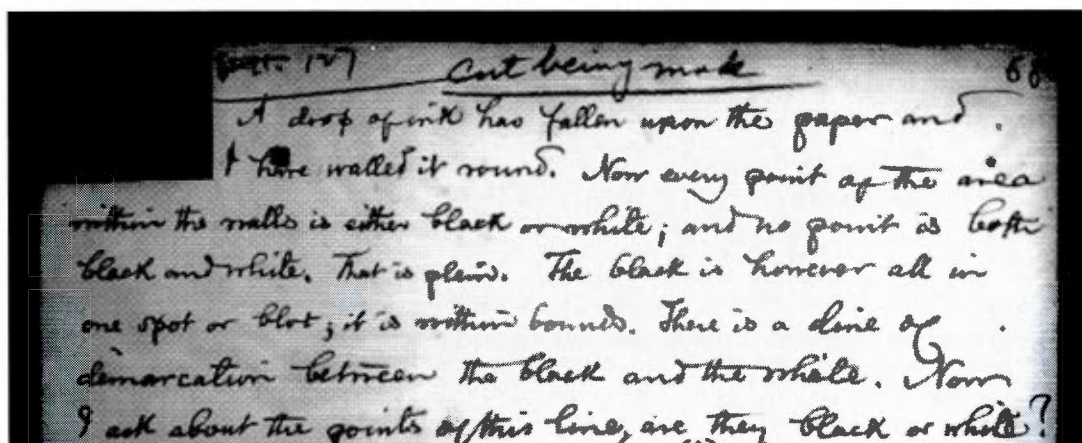 127 cut being made
A drop of ink has fallen upon the paper and
I have walled it round. Now every point of the area
within the walls is either black or white; and no point is both
black and white. That is plain. The black is however all in
one spot or blot; it is within bounds. There is a line of
demarcation between the black and the white. Now
I ask about the points of this line, are they black or white?